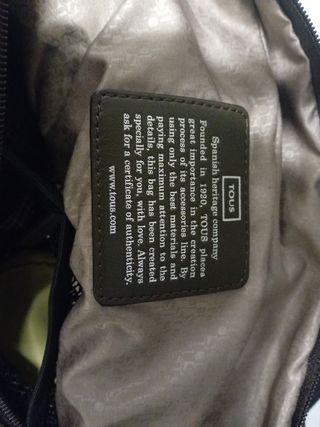 TOUS
Spanish heritage company
Founded in 1920, TOUS places
great importance in the creation
process of its accessories line. By
using only the best materials and
paying maximum attention to the
details, this bag has been created
specially for you, with love. Always
ask for a certificate of authenticity.
www.tous.com